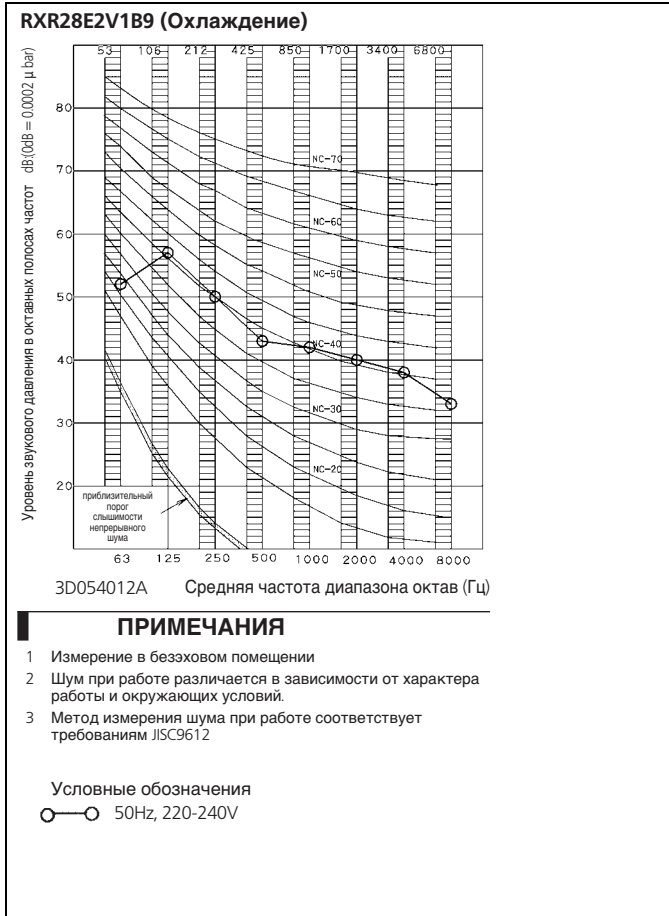 RXR28E2V1B9 (Охлаждение)
53 106 212 425 850 1700 3400 6800
Уровень звукового давления в октавных полосах частот dB:(0dB = 0.0002 µ bar)
80
70
60
50
40
30
20
NC-70
NC-60
NC-50
NC-40
NC-30
NC-20
приблизительный
порог
слышимости
непрерывного
шума
63 125 250 500 1000 2000 4000 8000
3D054012A Средняя частота диапазона октав (Гц)
ПРИМЕЧАНИЯ
1 Измерение в безэховом помещении
2 Шум при работе различается в зависимости от характера
работы и окружающих условий.
3 Метод измерения шума при работе соответствует
требованиям JISC9612
Условные обозначения
50Hz, 220-240V